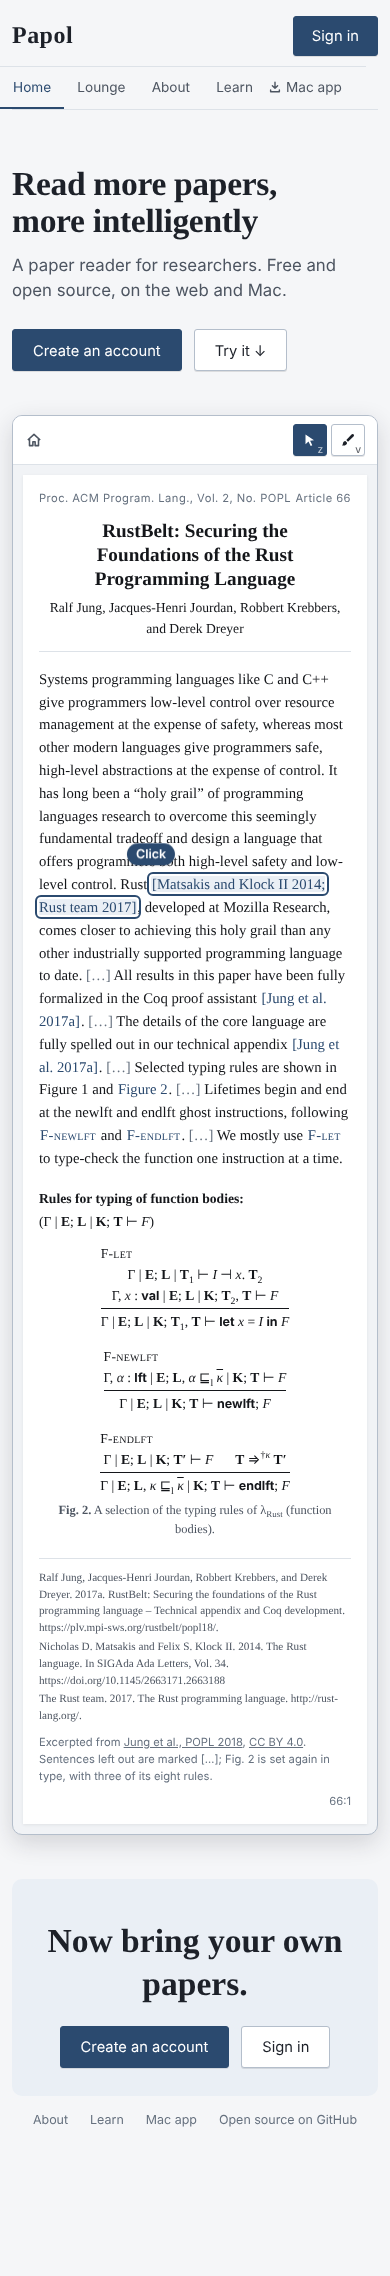 Papol
Sign in
Home Lounge About Learn Mac app
Read more papers,
more intelligently
A paper reader for researchers. Free and
open source, on the web and Mac.
Create an account Try it ↓
z v
Proc. ACM Program. Lang., Vol. 2, No. POPL Article 66
RustBelt: Securing the
Foundations of the Rust
Programming Language
Ralf Jung, Jacques-Henri Jourdan, Robbert Krebbers,
and Derek Dreyer
Systems programming languages like C and C++
give programmers low-level control over resource
management at the expense of safety, whereas most
other modern languages give programmers safe,
high-level abstractions at the expense of control. It
has long been a “holy grail” of programming
languages research to overcome this seemingly
fundamental tradeoff and design a language that
Click
offers programm th high-level safety and low-
level control. Rust [Matsakis and Klock II 2014;
Rust team 2017], developed at Mozilla Research,
comes closer to achieving this holy grail than any
other industrially supported programming language
to date. […] All results in this paper have been fully
formalized in the Coq proof assistant [Jung et al.
2017a]. […] The details of the core language are
fully spelled out in our technical appendix [Jung et
al. 2017a]. […] Selected typing rules are shown in
Figure 1 and Figure 2. […] Lifetimes begin and end
at the newlft and endlft ghost instructions, following
F-NEWLFT and F-ENDLFT. […] We mostly use F-LET
to type-check the function one instruction at a time.
Rules for typing of function bodies:
(Γ | E; L | K; T ⊢ F)
F-LET
Γ | E; L | T₁ ⊢ I ⊣ x. T₂
Γ, x : val | E; L | K; T₂, T ⊢ F
Γ | E; L | K; T₁, T ⊢ let x = I in F
F-NEWLFT
Γ, α : lft | E; L, α ⊑ₗ κ̅ | K; T ⊢ F
Γ | E; L | K; T ⊢ newlft; F
F-ENDLFT
Γ | E; L | K; T′ ⊢ F T ⇒†κ T′
Γ | E; L, κ ⊑ₗ κ̅ | K; T ⊢ endlft; F
Fig. 2. A selection of the typing rules of λRust (function
bodies).
Ralf Jung, Jacques-Henri Jourdan, Robbert Krebbers, and Derek
Dreyer. 2017a. RustBelt: Securing the foundations of the Rust
programming language – Technical appendix and Coq development.
https://plv.mpi-sws.org/rustbelt/popl18/.
Nicholas D. Matsakis and Felix S. Klock II. 2014. The Rust
language. In SIGAda Ada Letters, Vol. 34.
https://doi.org/10.1145/2663171.2663188
The Rust team. 2017. The Rust programming language. http://rust-
lang.org/.
Excerpted from Jung et al., POPL 2018, CC BY 4.0.
Sentences left out are marked […]; Fig. 2 is set again in
type, with three of its eight rules.
66:1
Now bring your own
papers.
Create an account Sign in
About Learn Mac app Open source on GitHub